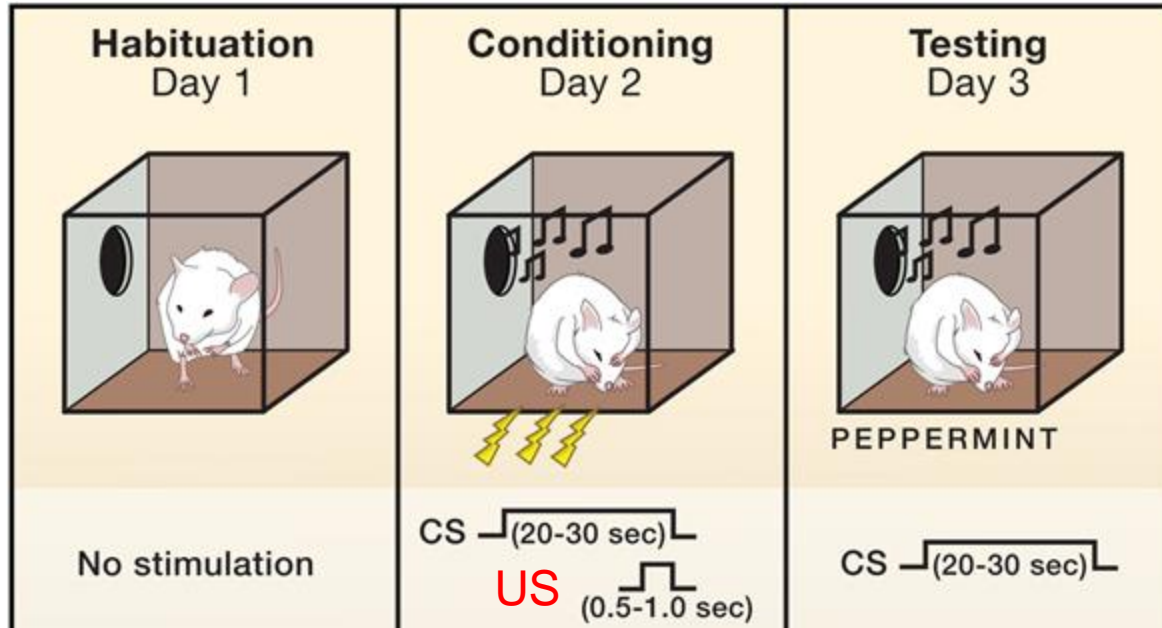 Habituation
Day 1
No stimulation
Conditioning
Day 2
CS (20-30 sec)
US (0.5-1.0 sec)
Testing
Day 3
PEPPERMINT
CS (20-30 sec)